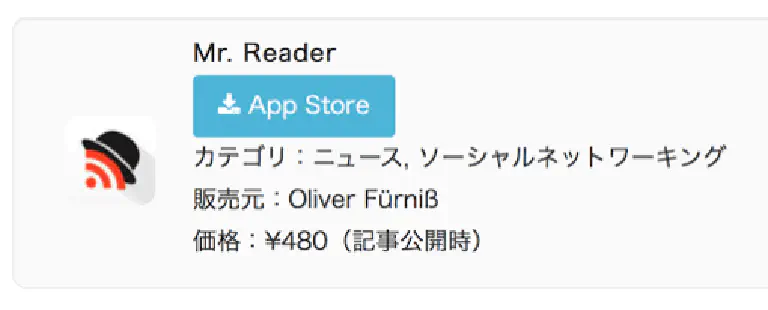 Mr. Reader
App Store
カテゴリ：ニュース, ソーシャルネットワーキング
販売元：Oliver Fürniß
価格：¥480（記事公開時）